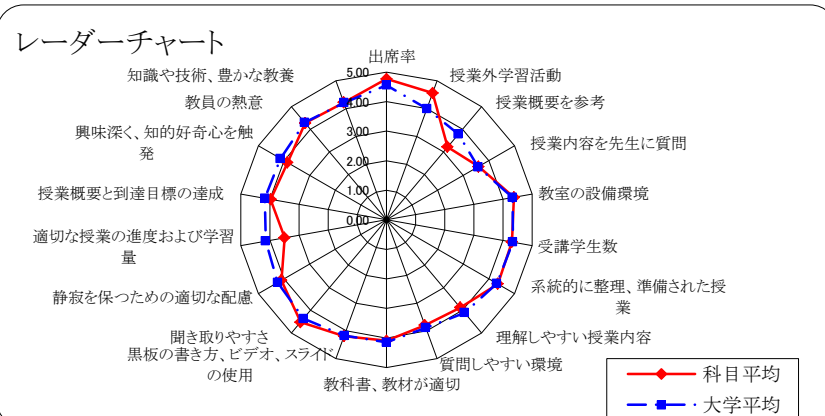 レーダーチャート
出席率
授業外学習活動
授業概要を参考
授業内容を先生に質問
教室の設備環境
受講学生数
系統的に整理、準備された授
業
理解しやすい授業内容
質問しやすい環境
教科書、教材が適切
黒板の書き方、ビデオ、スライド
の使用
聞き取りやすさ
静寂を保つための適切な配慮
適切な授業の進度および学習
量
授業概要と到達目標の達成
興味深く、知的好奇心を触
発
教員の熱意
知識や技術、豊かな教養
5.00
4.00
3.00
2.00
1.00
0.00
科目平均
大学平均